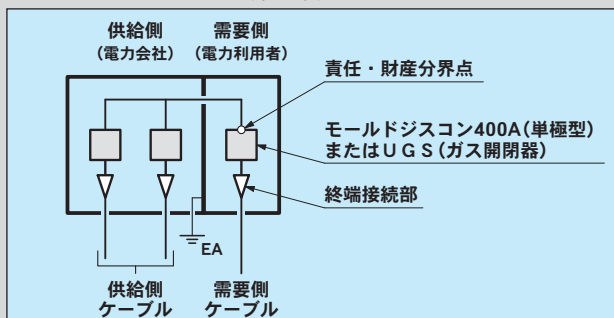 供給側
(電力会社)
需要側
(電力利用者)
責任・財産分界点
モールドジスコン400A(単極型)
またはUGS(ガス開閉器)
終端接続部
EA
供給側
ケーブル
需要側
ケーブル